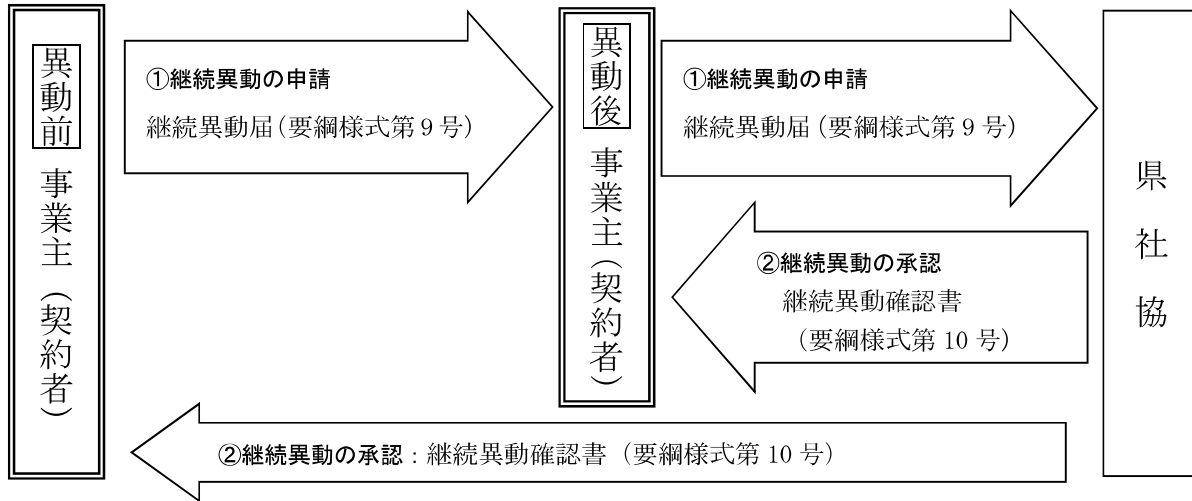 異動前 事業主（契約者）
①継続異動の申請
継続異動届（要綱様式第９号）
異動後 事業主（契約者）
①継続異動の申請
継続異動届（要綱様式第９号）
県社協
②継続異動の承認
継続異動確認書
（要綱様式第 10 号）
②継続異動の承認：継続異動確認書（要綱様式第 10 号）